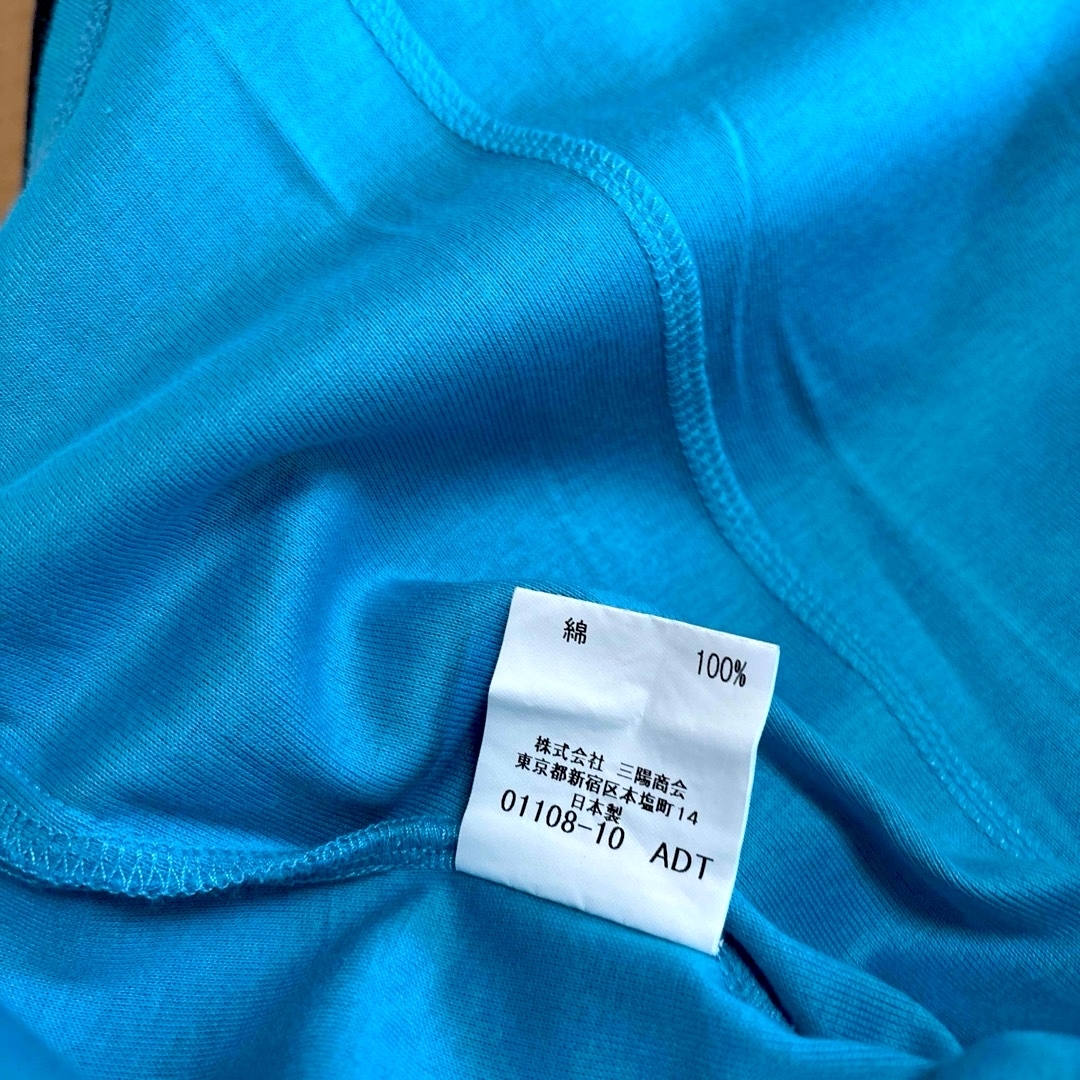 綿 100%
株式会社 三陽商会
東京都新宿区本塩町14
日本製
01108-10 ADT